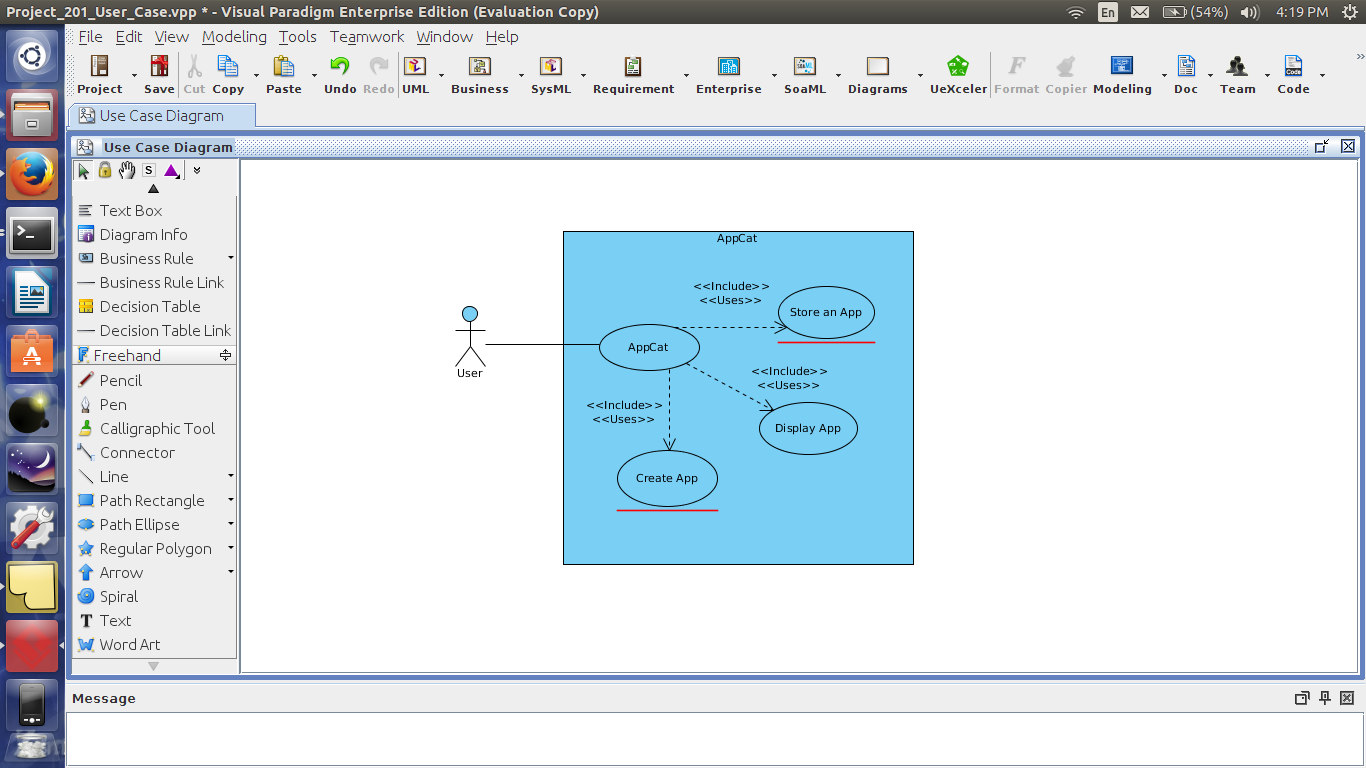 Project_201_User_Case.vpp * - Visual Paradigm Enterprise Edition (Evaluation Copy)
En (54%) 4:19 PM
File Edit View Modeling Tools Teamwork Window Help
Project Save Cut Copy Paste Undo Redo UML Business SysML Requirement Enterprise SoaML Diagrams UeXceler Format Copier Modeling Doc Team Code
Use Case Diagram
Use Case Diagram
S
Text Box
Diagram Info
Business Rule
Business Rule Link
Decision Table
Decision Table Link
Freehand
Pencil
Pen
Calligraphic Tool
Connector
Line
Path Rectangle
Path Ellipse
Regular Polygon
Arrow
Spiral
Text
Word Art
AppCat
<<Include>>
<<Uses>>
Store an App
AppCat
User
<<Include>>
<<Uses>>
<<Include>>
<<Uses>>
Display App
Create App
Message